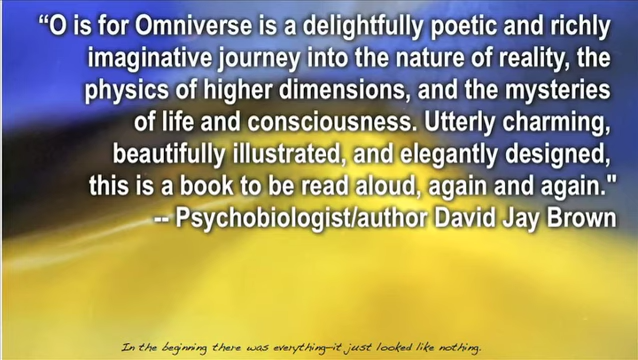 “O is for Omniverse is a delightfully poetic and richly
imaginative journey into the nature of reality, the
physics of higher dimensions, and the mysteries
of life and consciousness. Utterly charming,
beautifully illustrated, and elegantly designed,
this is a book to be read aloud, again and again."
-- Psychobiologist/author David Jay Brown
In the beginning there was everything—it just looked like nothing.